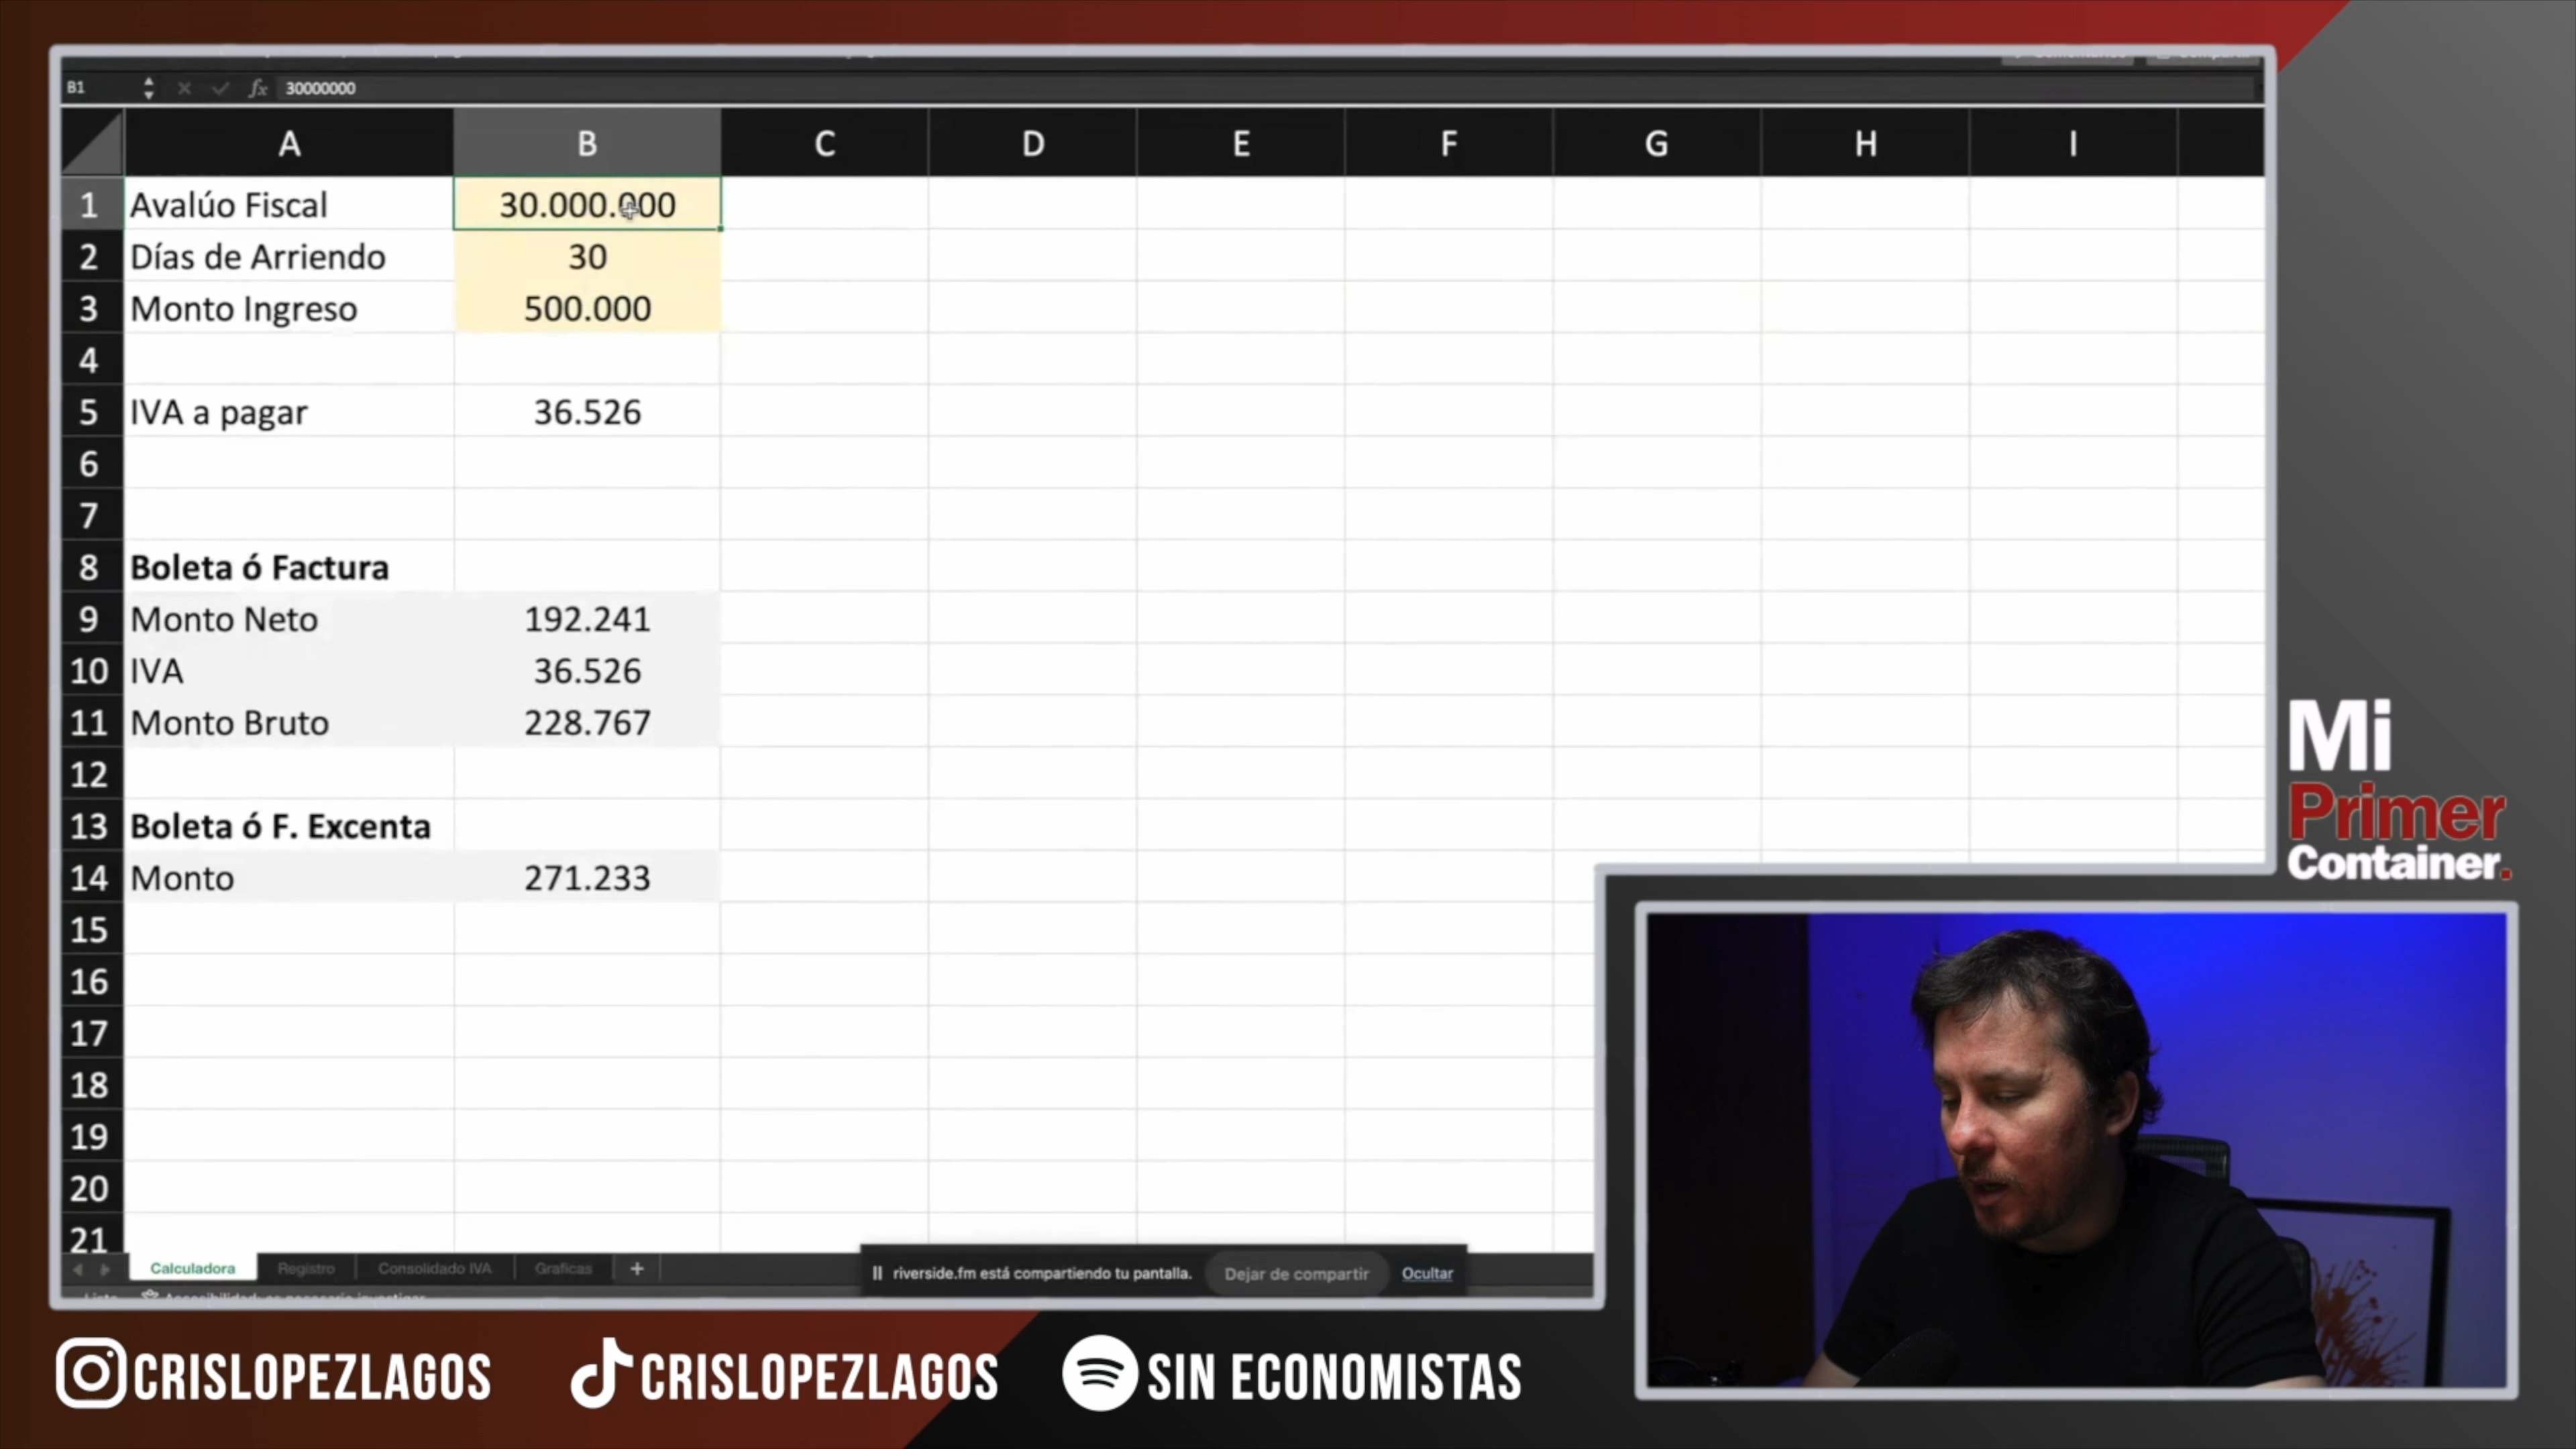 B1 fx 30000000
A B C D E F G H I
1 Avalúo Fiscal 30.000.000
2 Días de Arriendo 30
3 Monto Ingreso 500.000
4
5 IVA a pagar 36.526
6
7
8 Boleta ó Factura
9 Monto Neto 192.241
10 IVA 36.526
11 Monto Bruto 228.767
12
13 Boleta ó F. Excenta
14 Monto 271.233
15
16
17
18
19
20
21
Calculadora Registro Consolidado IVA Graficas +
riverside.fm está compartiendo tu pantalla. Dejar de compartir Ocultar
Mi
Primer
Container.
CRISLOPEZLAGOS CRISLOPEZLAGOS SIN ECONOMISTAS